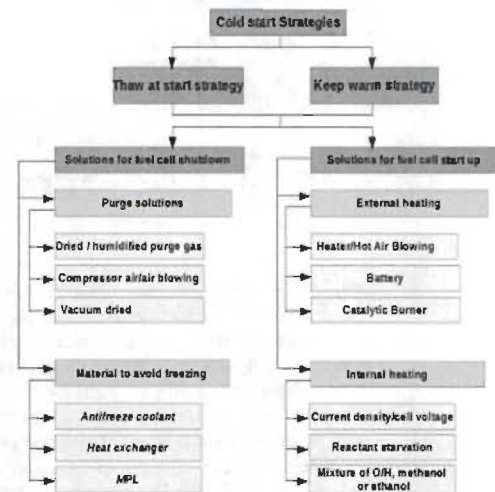 Cold start Strategies
Thaw at start strategy
Keep warm strategy
Solutions for fuel cell shutdown
Solutions for fuel cell start up
Purge solutions
External heating
Dried / humidified purge gas
Heater/Hot Air Blowing
Compressor air/air blowing
Battery
Vacuum dried
Catalytic Burner
Material to avoid freezing
Internal heating
Antifreeze coolant
Current density/cell voltage
Heat exchanger
Reactant starvation
MPL
Mixture of O/H, methanol
or ethanol